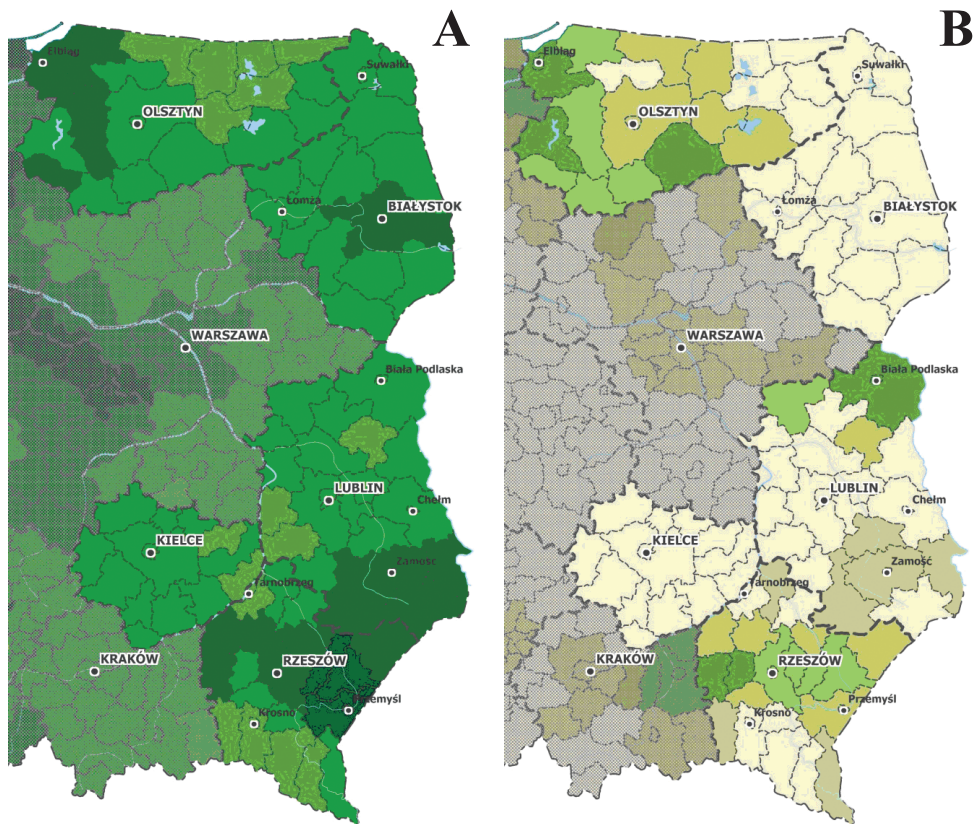 A
Elbląg
Suwałki
OLSZTYN
Łomża
BIAŁYSTOK
WARSZAWA
Biała Podlaska
LUBLIN
Chełm
KIELCE
Zamość
Tarnobrzeg
KRAKÓW
RZESZÓW
Przemyśl
Krosno
B
Elbląg
Suwałki
OLSZTYN
Łomża
BIAŁYSTOK
WARSZAWA
Biała Podlaska
LUBLIN
Chełm
KIELCE
Zamość
Tarnobrzeg
KRAKÓW
RZESZÓW
Przemyśl
Krosno